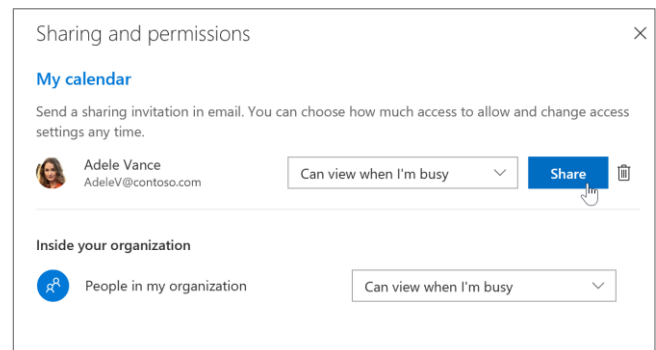 Sharing and permissions
My calendar
Send a sharing invitation in email. You can choose how much access to allow and change access
settings any time.
Adele Vance
AdeleV@contoso.com
Can view when I'm busy
Share
Inside your organization
People in my organization
Can view when I'm busy